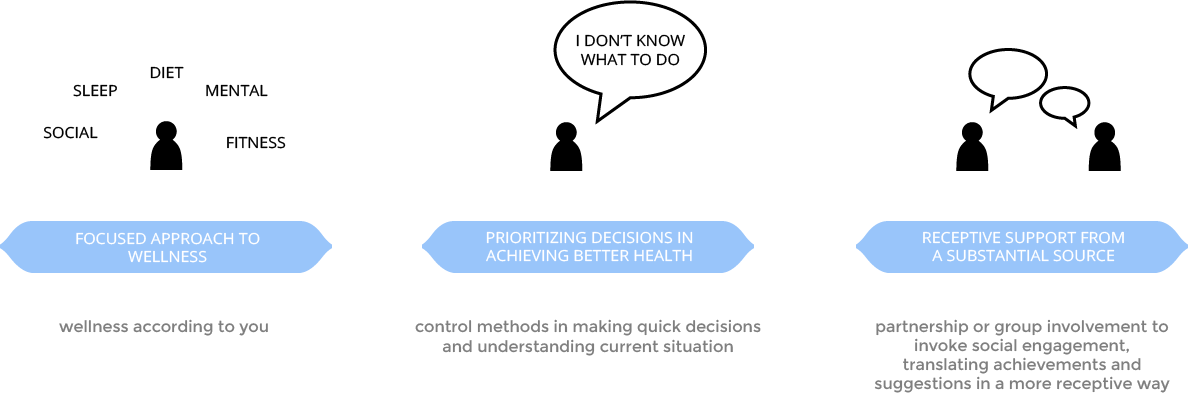 DIET
SLEEP
MENTAL
SOCIAL
FITNESS
FOCUSED APPROACH TO
WELLNESS
wellness according to you
I DON'T KNOW
WHAT TO DO
PRIORITIZING DECISIONS IN
ACHIEVING BETTER HEALTH
control methods in making quick decisions
and understanding current situation
RECEPTIVE SUPPORT FROM
A SUBSTANTIAL SOURCE
partnership or group involvement to
invoke social engagement,
translating achievements and
suggestions in a more receptive way